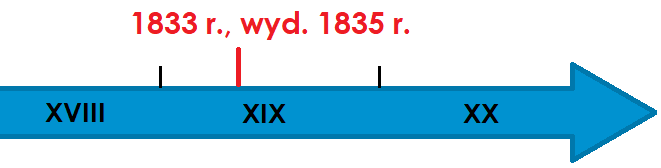 1833 r., wyd. 1835 r.
XVIII XIX XX